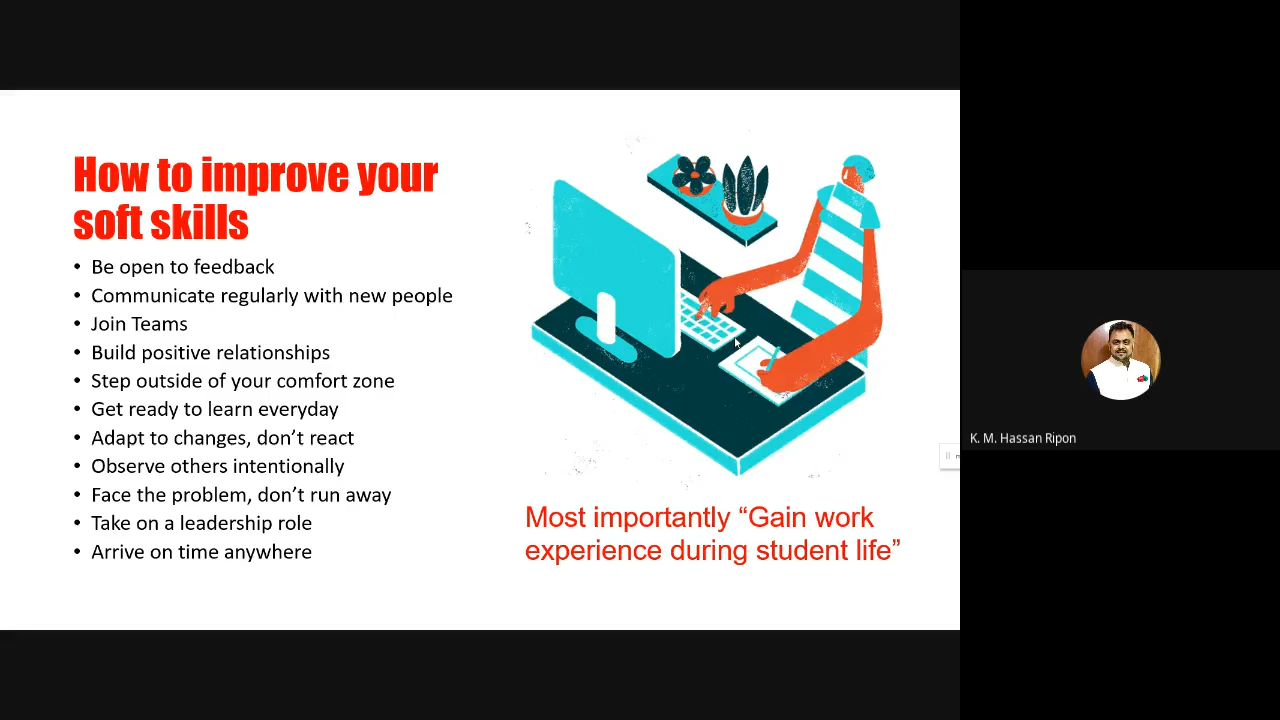 How to improve your
soft skills
• Be open to feedback
• Communicate regularly with new people
• Join Teams
• Build positive relationships
• Step outside of your comfort zone
• Get ready to learn everyday
• Adapt to changes, don’t react
• Observe others intentionally
• Face the problem, don’t run away
• Take on a leadership role
• Arrive on time anywhere
Most importantly “Gain work
experience during student life”
K. M. Hassan Ripon